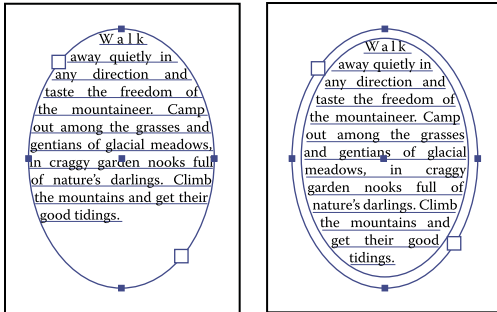 Walk
away quietly in
any direction and
taste the freedom of
the mountaineer. Camp
out among the grasses and
gentians of glacial meadows,
in craggy garden nooks full
of nature's darlings. Climb
the mountains and get their
good tidings.
Walk
away quietly in
any direction and
taste the freedom of
the mountaineer. Camp
out among the grasses
and gentians of glacial
meadows, in craggy
garden nooks full of
nature's darlings. Climb
the mountains and
get their good
tidings.